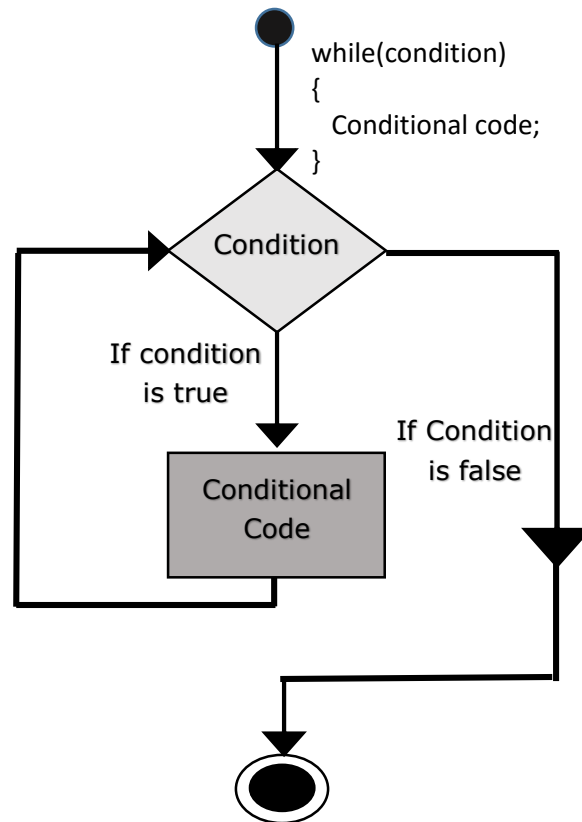 while(condition)
{
Conditional code;
}
Condition
If condition
is true
If Condition
is false
Conditional
Code